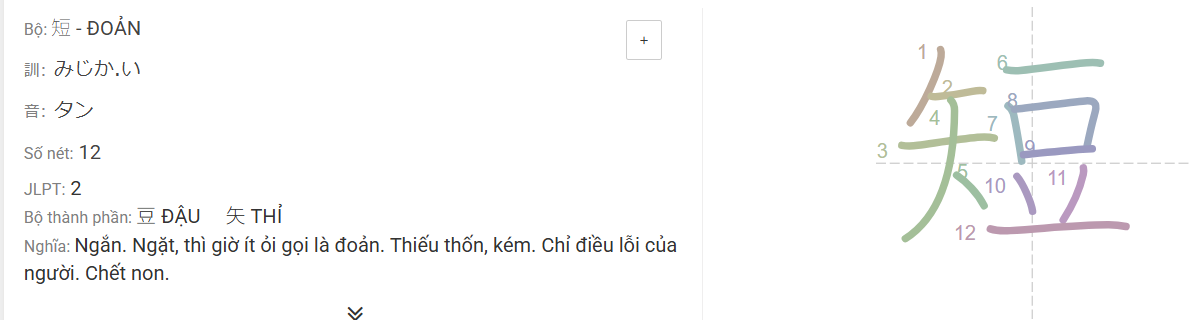 Bộ: 短 - ĐOẢN
+
訓: みじか.い
音: タン
Số nét: 12
JLPT: 2
Bộ thành phần: 豆 ĐẬU 矢 THỈ
Nghĩa: Ngắn. Ngặt, thì giờ ít ỏi gọi là đoản. Thiếu thốn, kém. Chỉ điều lỗi của
người. Chết non.
短
1
2
3
4
5
6
7
8
9
10
11
12